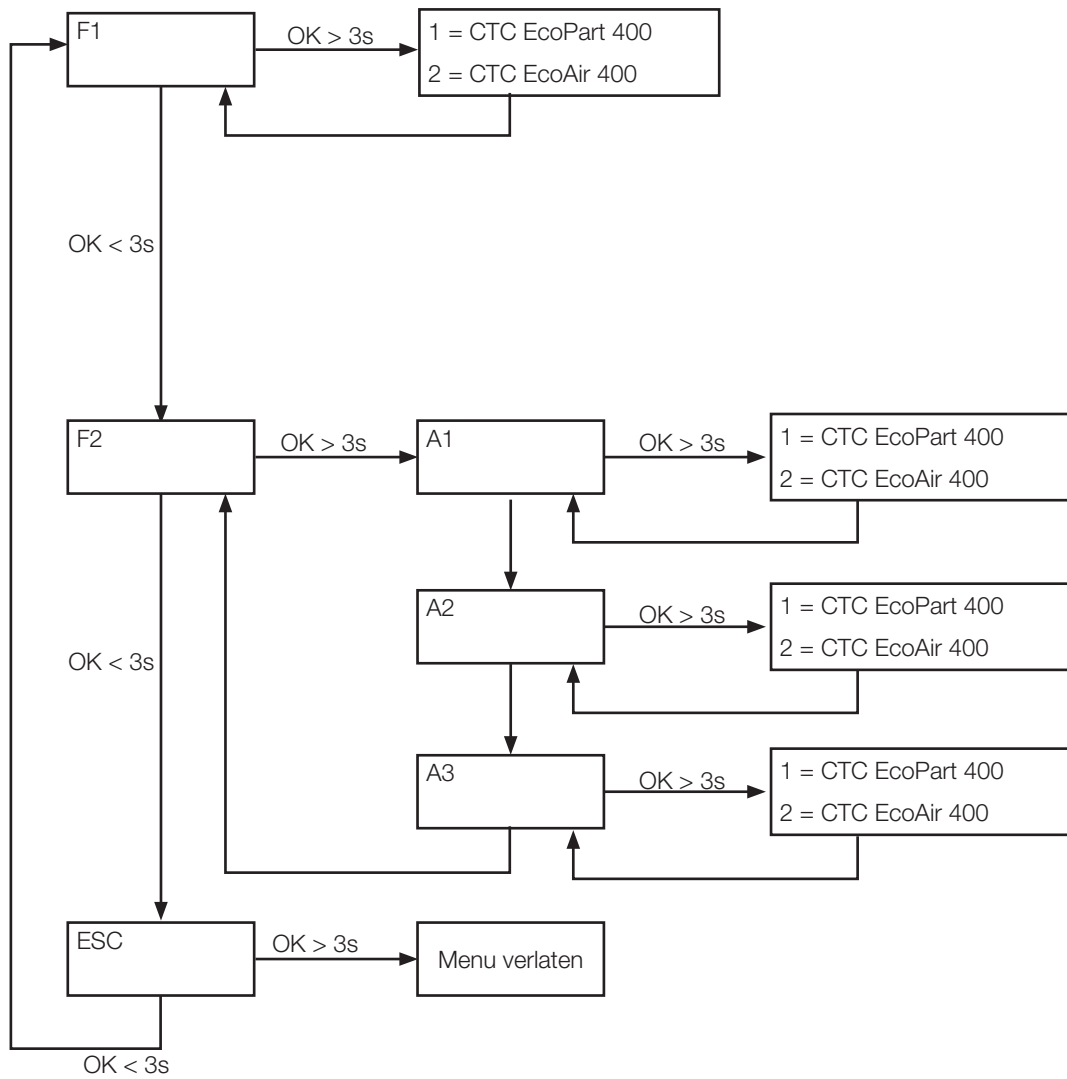 F1
OK > 3s
1 = CTC EcoPart 400
2 = CTC EcoAir 400
OK < 3s
F2
OK > 3s
A1
OK > 3s
1 = CTC EcoPart 400
2 = CTC EcoAir 400
A2
OK > 3s
1 = CTC EcoPart 400
2 = CTC EcoAir 400
OK < 3s
A3
OK > 3s
1 = CTC EcoPart 400
2 = CTC EcoAir 400
ESC
OK > 3s
Menu verlaten
OK < 3s